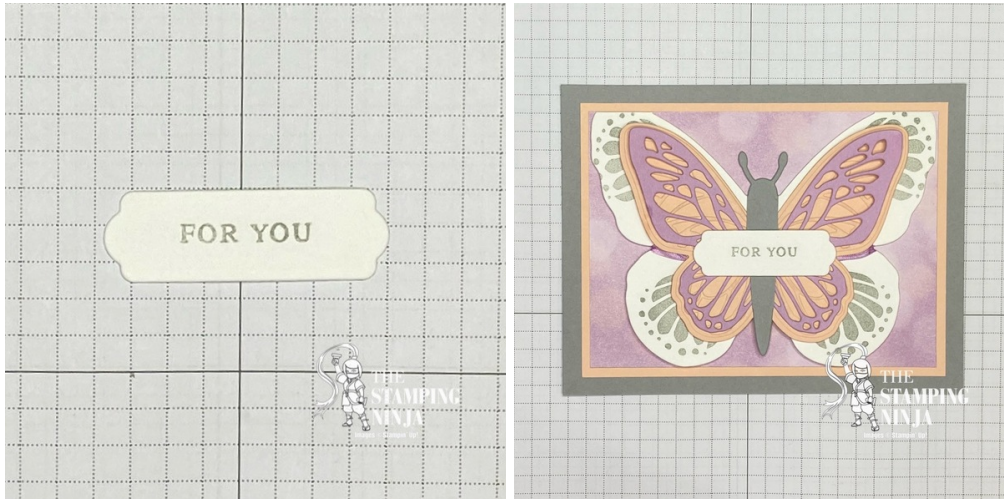 FOR YOU
THE
STAMPING
NINJA
FOR YOU
THE
STAMPING
NINJA